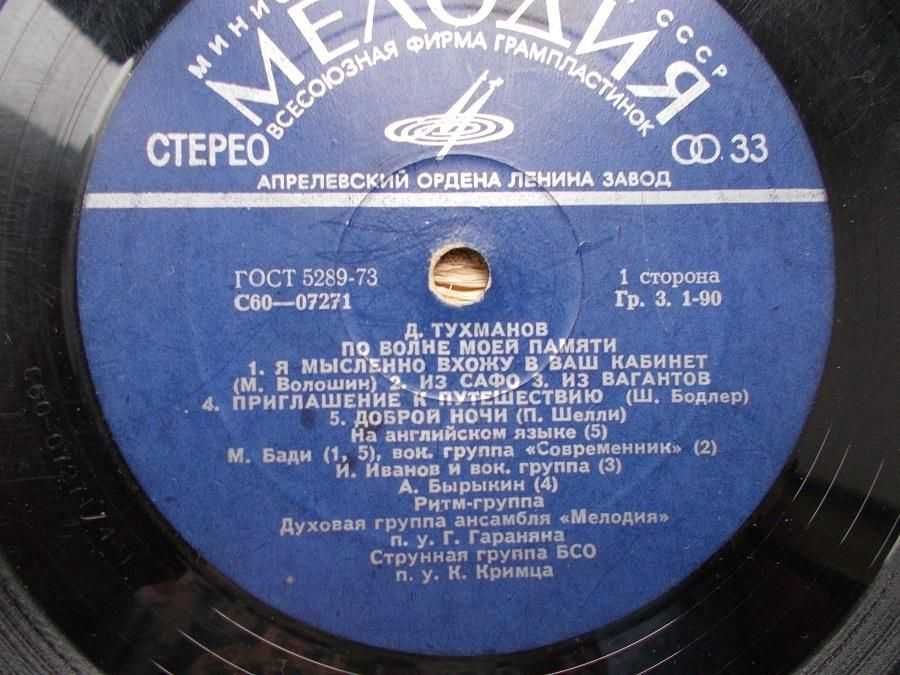 СССР
МЕЛОДИЯ
ВСЕСОЮЗНАЯ ФИРМА ГРАМПЛАСТИНОК
СТЕРЕО
33
АПРЕЛЕВСКИЙ ОРДЕНА ЛЕНИНА ЗАВОД
ГОСТ 5289-73
1 сторона
С60—07271
Гр. 3. 1-90
Д. ТУХМАНОВ
ПО ВОЛНЕ МОЕЙ ПАМЯТИ
1. Я МЫСЛЕННО ВХОЖУ В ВАШ КАБИНЕТ
(М. Волошин) 2. ИЗ САФО 3. ИЗ ВАГАНТОВ
4. ПРИГЛАШЕНИЕ К ПУТЕШЕСТВИЮ (Ш. Бодлер)
5. ДОБРОЙ НОЧИ (П. Шелли)
На английском языке (5)
М. Бади (1, 5), вок. группа «Современник» (2)
И. Иванов и вок. группа (3)
А. Бырыкин (4)
Ритм-группа
Духовая группа ансамбля «Мелодия»
п. у. Г. Гараняна
Струнная группа БСО
п. у. К. Кримца